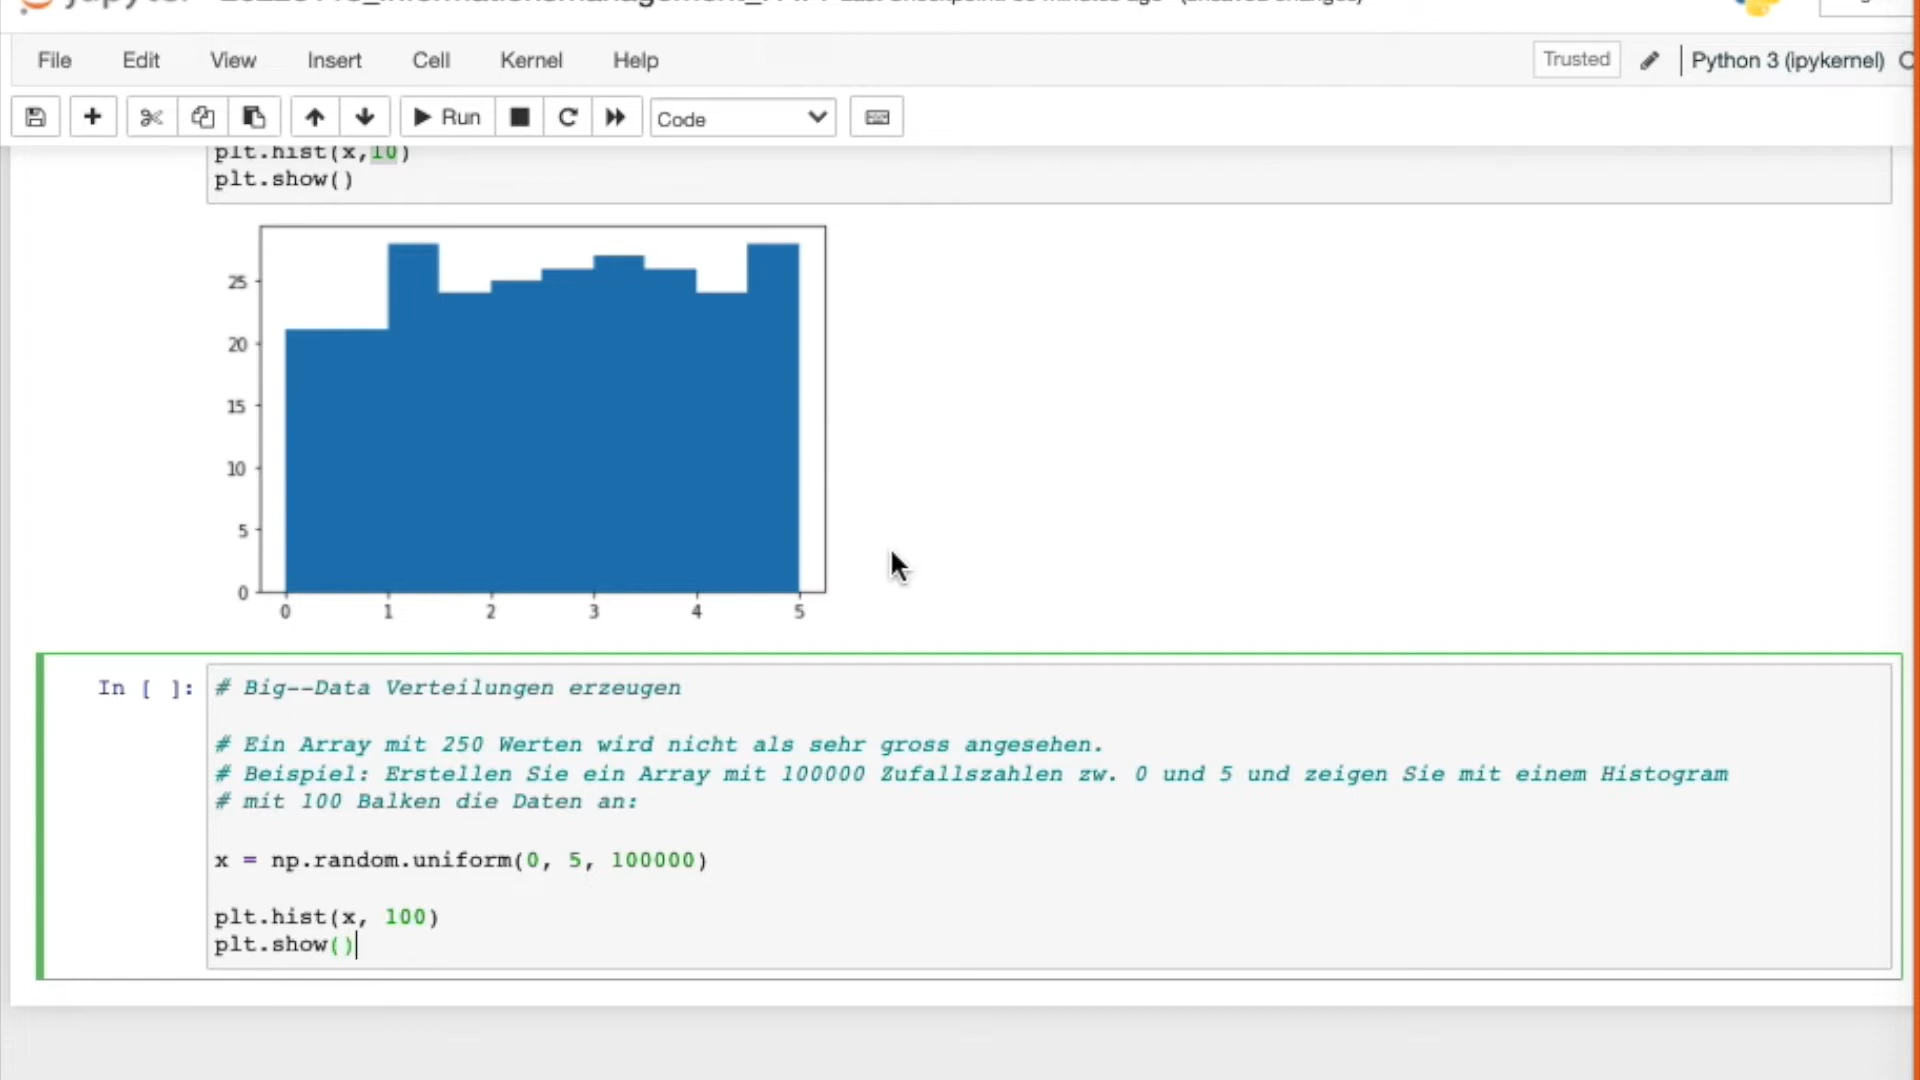 File Edit View Insert Cell Kernel Help Trusted Python 3 (ipykernel)
Run Code
plt.hist(x,10)
plt.show()
25
20
15
10
5
0
0 1 2 3 4 5
In [ ]: # Big--Data Verteilungen erzeugen
# Ein Array mit 250 Werten wird nicht als sehr gross angesehen.
# Beispiel: Erstellen Sie ein Array mit 100000 Zufallszahlen zw. 0 und 5 und zeigen Sie mit einem Histogram
# mit 100 Balken die Daten an:
x = np.random.uniform(0, 5, 100000)
plt.hist(x, 100)
plt.show()